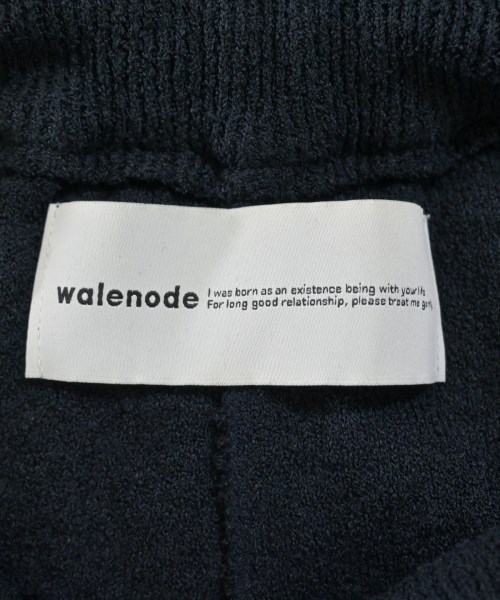 walenode
I was born as an existence being with your life
For long good relationship, please treat me